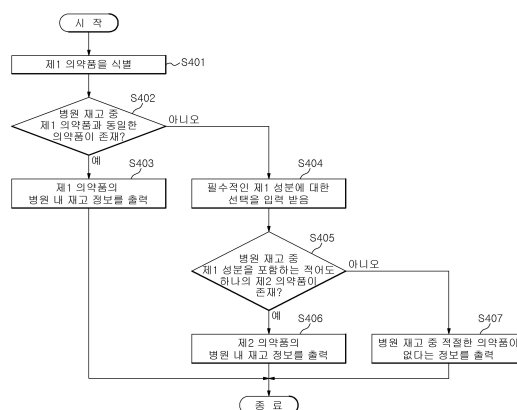 시 작
제1 의약품을 식별
S401
S402
병원 재고 중
제1 의약품과 동일한
의약품이 존재?
아니오
예
S403
제1 의약품의
병원 내 재고 정보를 출력
S404
필수적인 제1 성분에 대한
선택을 입력 받음
S405
병원 재고 중
제1 성분을 포함하는 적어도
하나의 제2 의약품이
존재?
아니오
예
S406
제2 의약품의
병원 내 재고 정보를 출력
S407
병원 재고 중 적절한 의약품이
없다는 정보를 출력
종 료